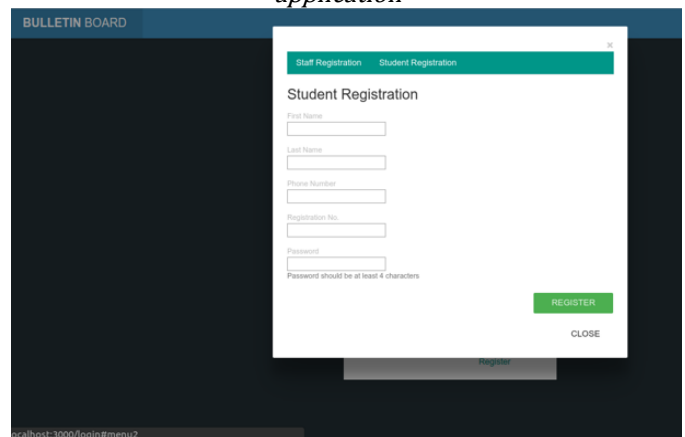 application
BULLETIN BOARD
×
Staff Registration Student Registration
Student Registration
First Name
Last Name
Phone Number
Registration No.
Password
Password should be at least 4 characters
REGISTER
CLOSE
Register
localhost:3000/login#menu2